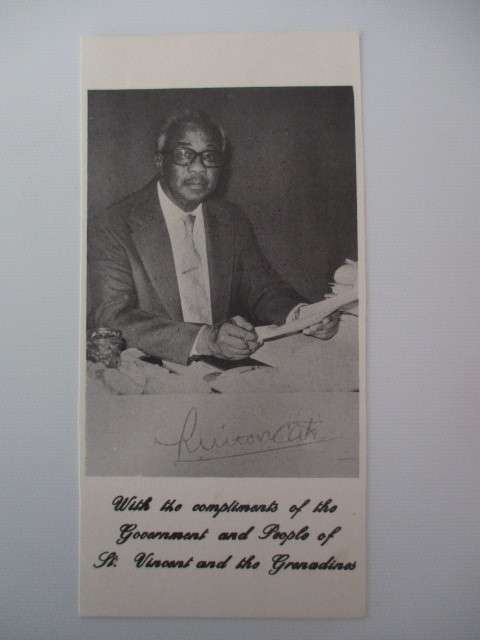 With the compliments of the
Government and People of
St. Vincent and the Grenadines